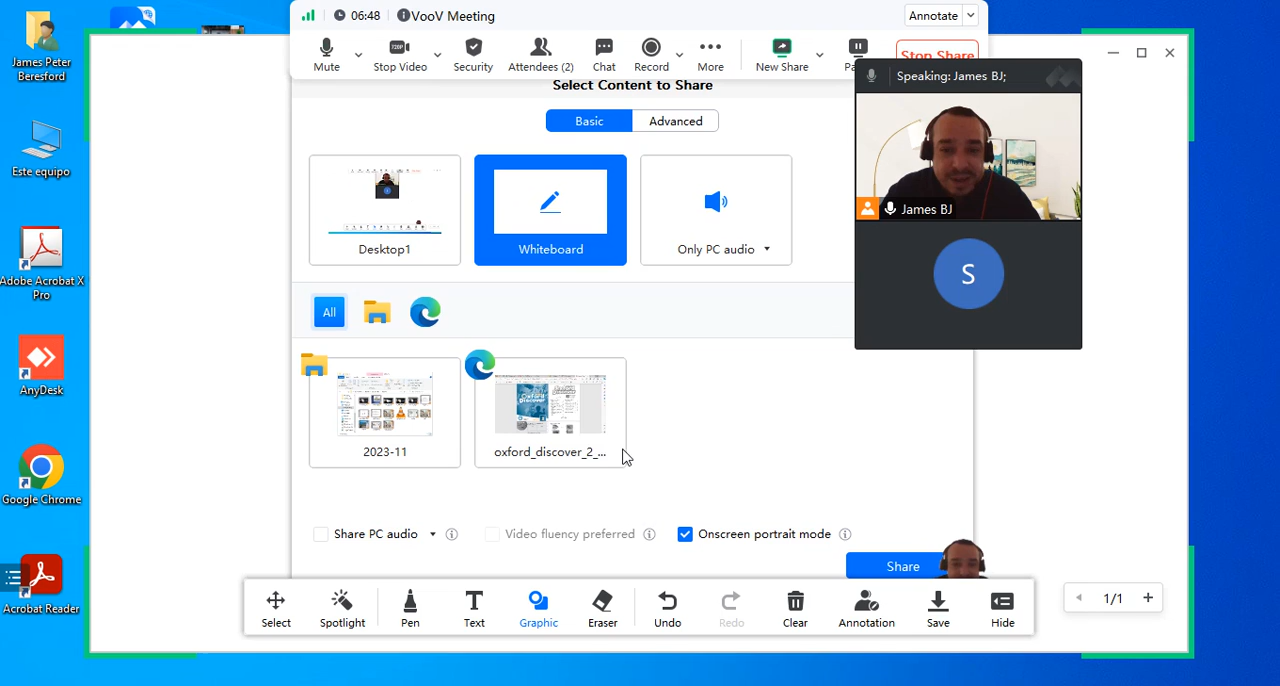 James Peter
Beresford
Este equipo
Adobe Acrobat X
Pro
AnyDesk
Google Chrome
Acrobat Reader
06:48
VooV Meeting
Annotate
Mute
Stop Video
720P
Security
Attendees (2)
Chat
Record
More
New Share
Stop Share
Select Content to Share
Basic
Advanced
Desktop1
Whiteboard
Only PC audio
Speaking: James BJ;
James BJ
S
All
2023-11
Oxford
Discover
oxford_discover_2_...
Share PC audio
Video fluency preferred
Onscreen portrait mode
Share
Select
Spotlight
Pen
Text
Graphic
Eraser
Undo
Redo
Clear
Annotation
Save
Hide
1/1